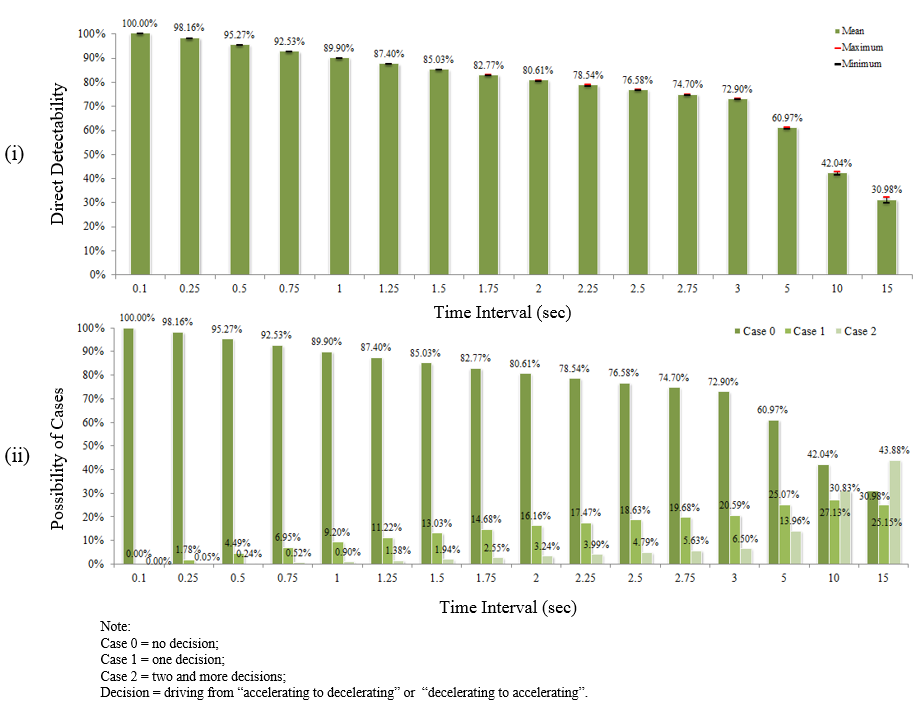 (i)
Direct Detectability
100%
90%
80%
70%
60%
50%
40%
30%
20%
10%
0%
100.00% 98.16% 95.27% 92.53% 89.90% 87.40% 85.03% 82.77% 80.61% 78.54% 76.58% 74.70% 72.90% 60.97% 42.04% 30.98%
Mean
Maximum
Minimum
0.1 0.25 0.5 0.75 1 1.25 1.5 1.75 2 2.25 2.5 2.75 3 5 10 15
Time Interval (sec)
(ii)
Possibility of Cases
100%
90%
80%
70%
60%
50%
40%
30%
20%
10%
0%
Case 0 Case 1 Case 2
100.00% 98.16% 95.27% 92.53% 89.90% 87.40% 85.03% 82.77% 80.61% 78.54% 76.58% 74.70% 72.90% 60.97% 42.04% 30.98%
0.00% 1.78% 4.49% 6.95% 9.20% 11.22% 13.03% 14.68% 16.16% 17.47% 18.63% 19.68% 20.59% 25.07% 27.13% 25.15%
0.00% 0.05% 0.24% 0.52% 0.90% 1.38% 1.94% 2.55% 3.24% 3.99% 4.79% 5.63% 6.50% 13.96% 30.83% 43.88%
0.1 0.25 0.5 0.75 1 1.25 1.5 1.75 2 2.25 2.5 2.75 3 5 10 15
Time Interval (sec)
Note:
Case 0 = no decision;
Case 1 = one decision;
Case 2 = two and more decisions;
Decision = driving from “accelerating to decelerating” or “decelerating to accelerating”.